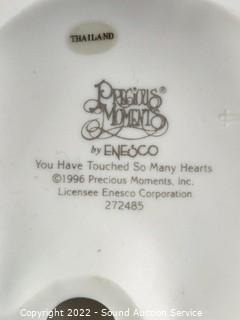 THAILAND
PRECIOUS®
MOMENTS
by ENESCO
You Have Touched So Many Hearts
©1996 Precious Moments, Inc.
Licensee Enesco Corporation
272485
Copyright 2022 - Sound Auction Service